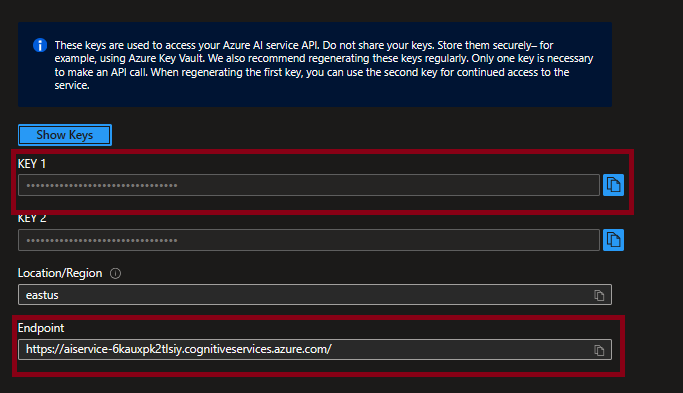 These keys are used to access your Azure AI service API. Do not share your keys. Store them securely– for
example, using Azure Key Vault. We also recommend regenerating these keys regularly. Only one key is necessary
to make an API call. When regenerating the first key, you can use the second key for continued access to the
service.
Show Keys
KEY 1
••••••••••••••••••••••••••••••••
KEY 2
••••••••••••••••••••••••••••••••
Location/Region
eastus
Endpoint
https://aiservice-6kauxpk2tlsiy.cognitiveservices.azure.com/